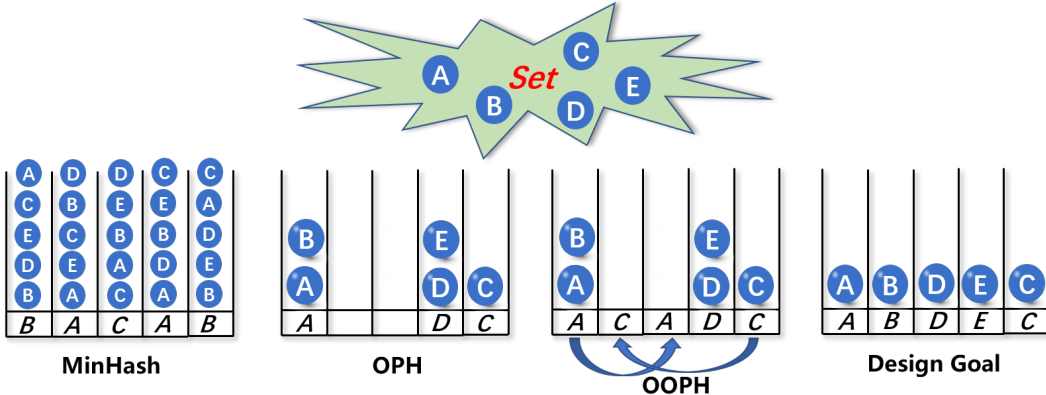 A B Set C D E
A D D C C
C B E E A
E C B B D
D E A D E
B A C A B
B A C A B
MinHash
B E
A D C
A D C
OPH
B E
A D C
A C A D C
OOPH
A B D E C
A B D E C
Design Goal